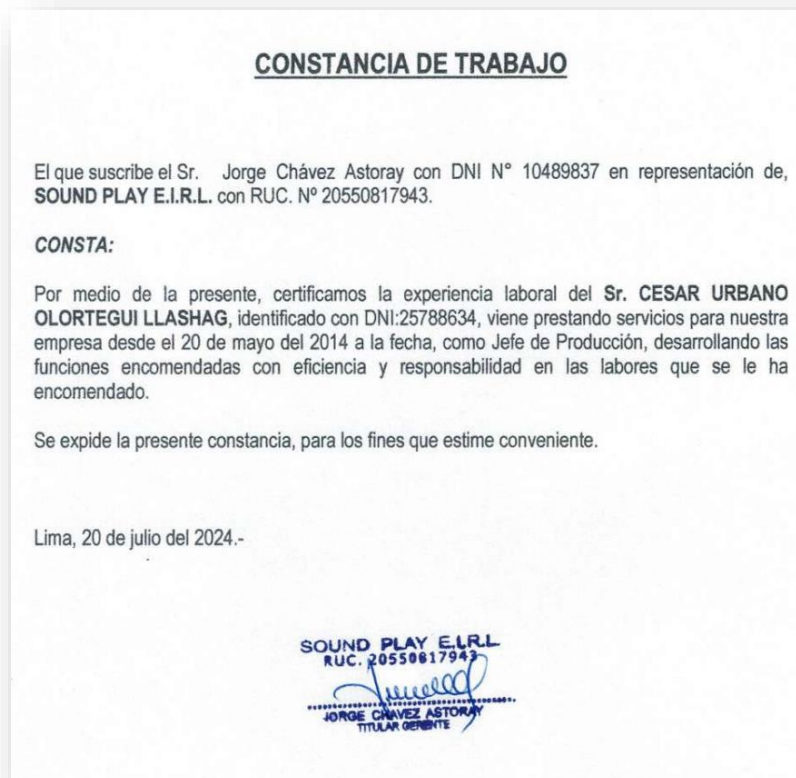 CONSTANCIA DE TRABAJO
El que suscribe el Sr. Jorge Chávez Astoray con DNI N° 10489837 en representación de,
SOUND PLAY E.I.R.L. con RUC. Nº 20550817943.
CONSTA:
Por medio de la presente, certificamos la experiencia laboral del Sr. CESAR URBANO
OLORTEGUI LLASHAG, identificado con DNI:25788634, viene prestando servicios para nuestra
empresa desde el 20 de mayo del 2014 a la fecha, como Jefe de Producción, desarrollando las
funciones encomendadas con eficiencia y responsabilidad en las labores que se le ha
encomendado.
Se expide la presente constancia, para los fines que estime conveniente.
Lima, 20 de julio del 2024.-
SOUND PLAY E.I.R.L.
RUC. 20550817943
JORGE CHAVEZ ASTORAY
TITULAR GERENTE